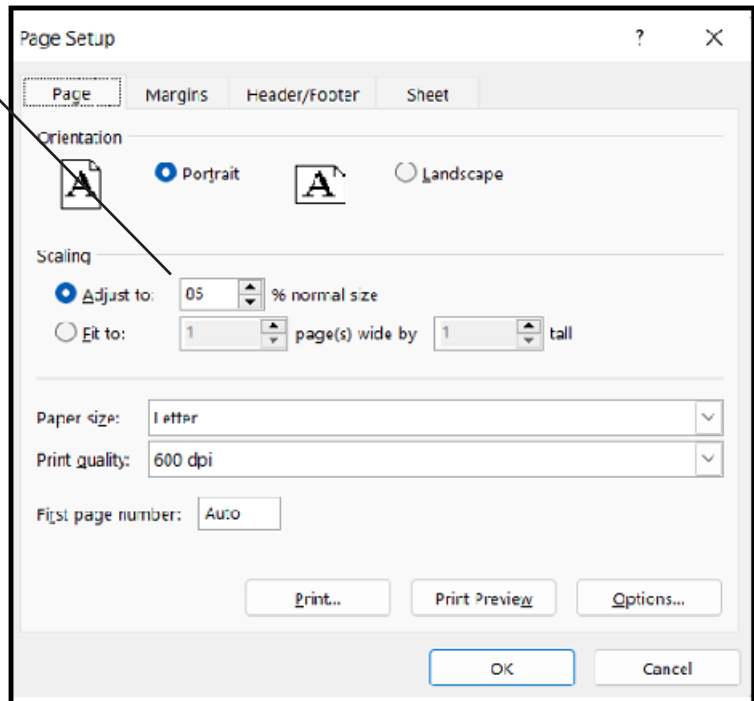 Page Setup ? X
Page Margins Header/Footer Sheet
Orientation
A Portrait A Landscape
Scaling
Adjust to: 85 % normal size
Fit to: 1 page(s) wide by 1 tall
Paper size: Letter
Print quality: 600 dpi
First page number: Auto
Print... Print Preview Options...
OK Cancel